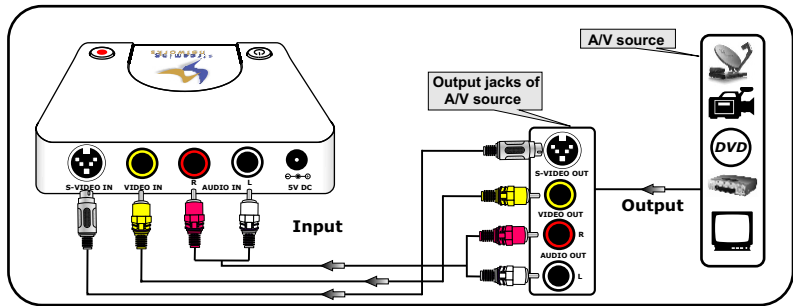 A/V source
Output jacks of
A/V source
S-VIDEO IN
VIDEO IN
R
AUDIO IN
L
5V DC
Input
S-VIDEO OUT
VIDEO OUT
R
AUDIO OUT
L
Output
DVD